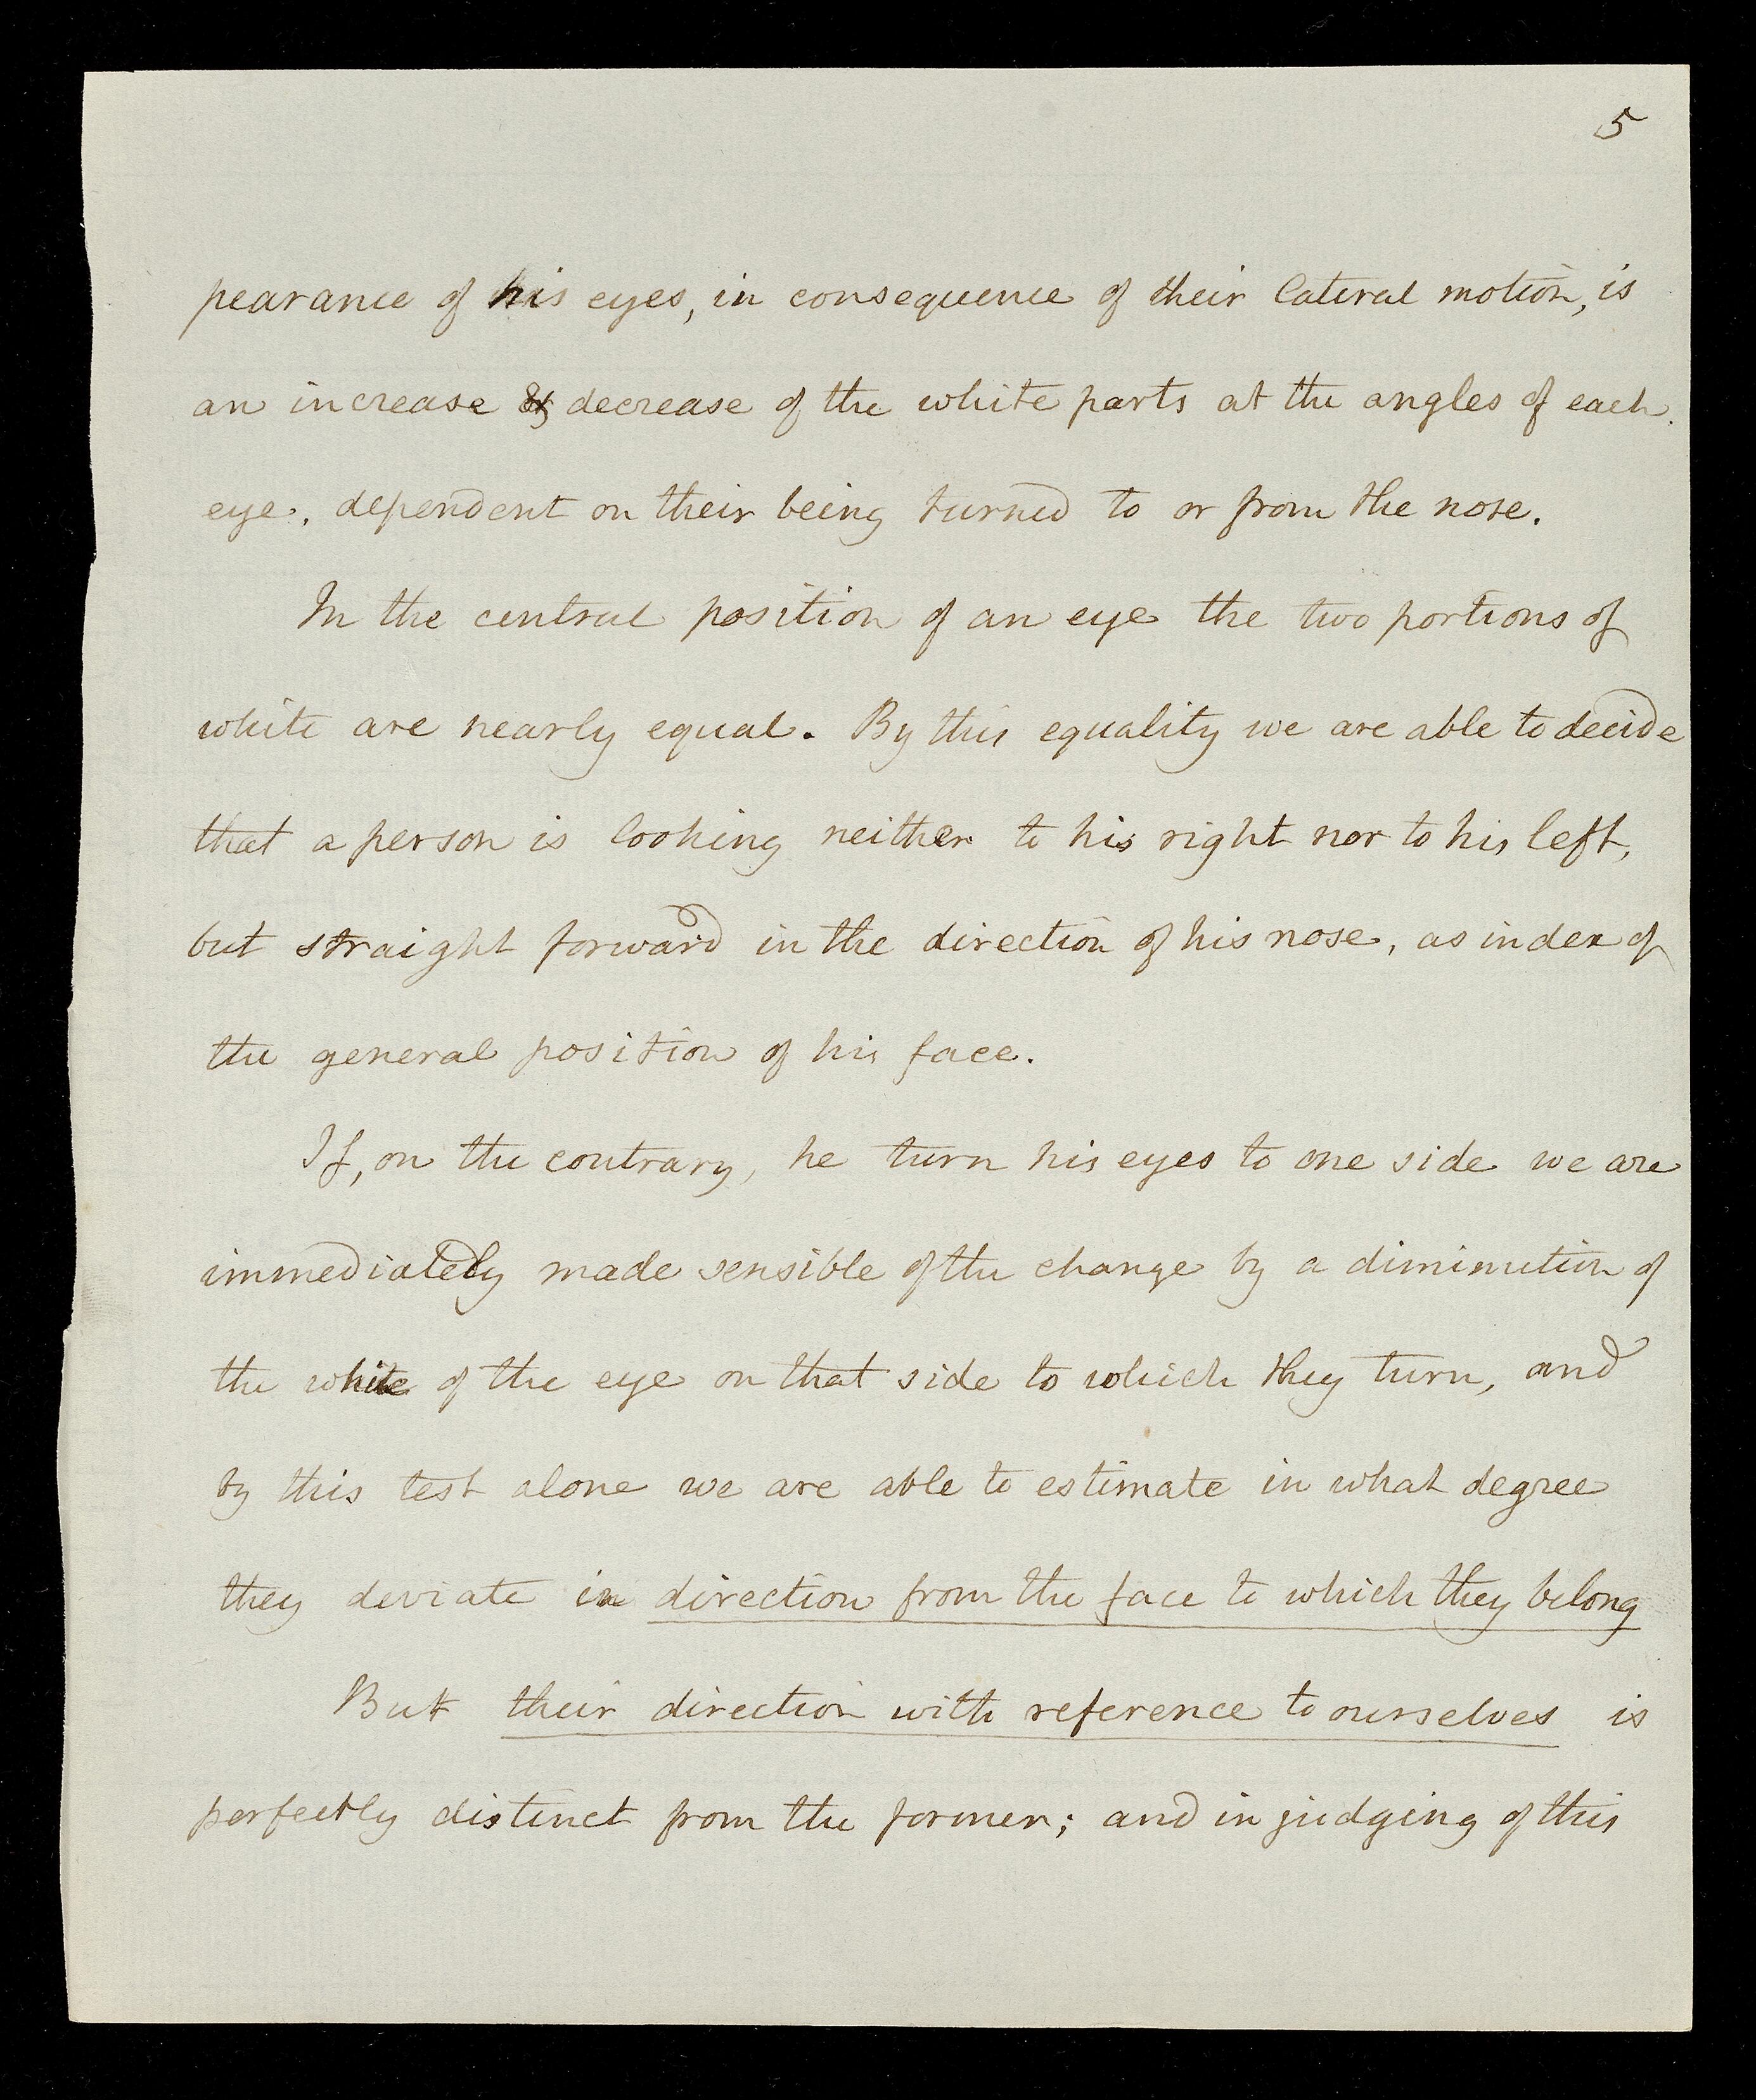 5
pearance of his eyes, in consequence of their lateral motion, is
an increase & decrease of the white parts at the angles of each
eye, dependent on their being turned to or from the nose.
In the central position of an eye the two portions of
white are nearly equal. By this equality we are able to decide
that a person is looking neither to his right nor to his left,
but straight forward in the direction of his nose, as index of
the general position of his face.
If, on the contrary, he turn his eyes to one side we are
immediately made sensible of the change by a diminution of
the white of the eye on that side to which they turn, and
by this test alone we are able to estimate in what degree
they deviate in direction from the face to which they belong
But their direction with reference to ourselves is
perfectly distinct from the former; and in judging of this